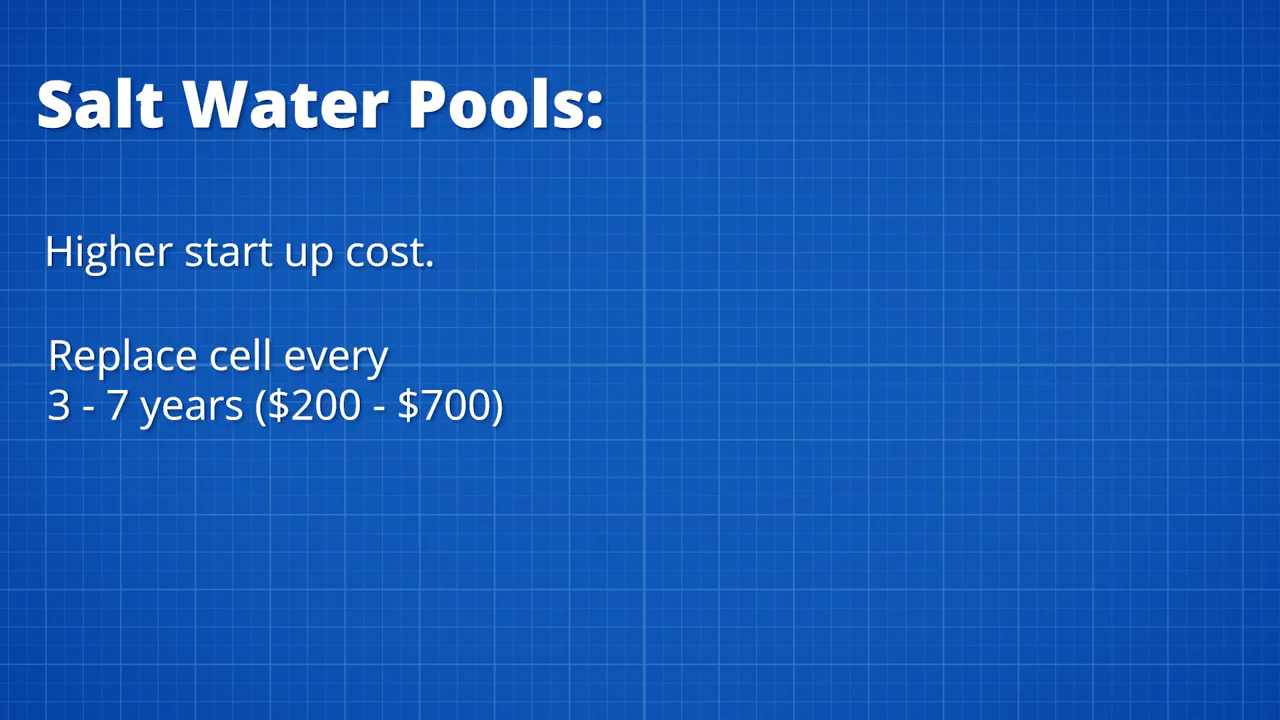 Salt Water Pools:
Higher start up cost.
Replace cell every
3 - 7 years ($200 - $700)